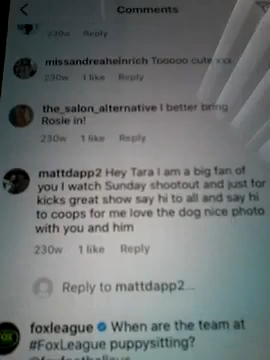 Comments
230w Reply
missandreaheinrich Tooooo cute xxx
230w 1 like Reply
the_salon_alternative I better bring
Rosie in!
230w 1 like Reply
mattdapp2 Hey Tara I am a big fan of
you I watch Sunday shootout and just for
kicks great show say hi to all and say hi
to coops for me love the dog nice photo
with you and him
230w 1 like Reply
Reply to mattdapp2...
foxleague When are the team at
#FoxLeague puppysitting?